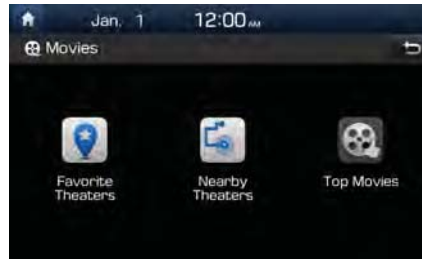 Jan. 1 12:00 AM
Movies
Favorite Theaters
Nearby Theaters
Top Movies